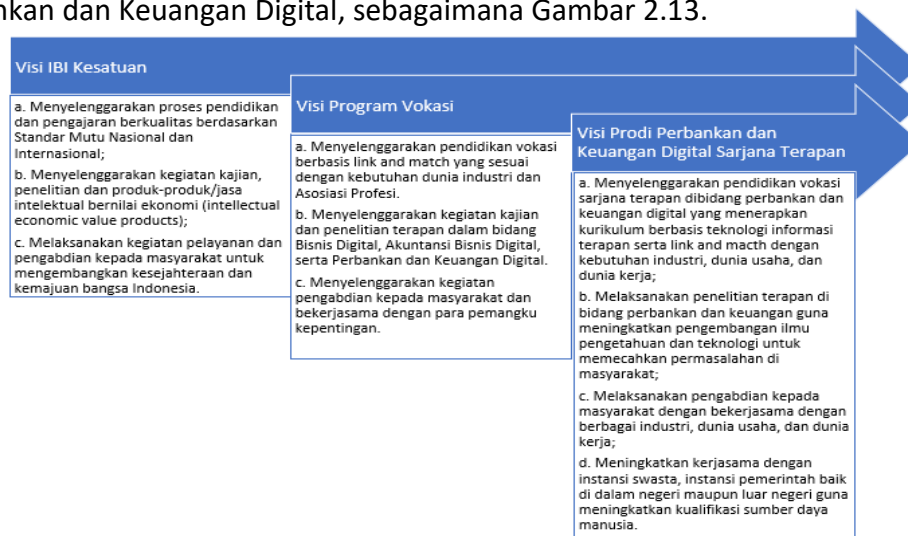 dan Keuangan Digital, sebagaimana Gambar 2.13.
Visi IBI Kesatuan
a. Menyelenggarakan proses pendidikan
dan pengajaran berkualitas berdasarkan
Standar Mutu Nasional dan
Internasional;
b. Menyelenggarakan kegiatan kajian,
penelitian dan produk-produk/jasa
intelektual bernilai ekonomi (intellectual
economic value products);
c. Melaksanakan kegiatan pelayanan dan
pengabdian kepada masyarakat untuk
mengembangkan kesejahteraan dan
kemajuan bangsa Indonesia.
Visi Program Vokasi
a. Menyelenggarakan pendidikan vokasi
berbasis link and match yang sesuai
dengan kebutuhan dunia industri dan
Asosiasi Profesi.
b. Menyelenggarakan kegiatan kajian
dan penelitian terapan dalam bidang
Bisnis Digital, Akuntansi Bisnis Digital,
serta Perbankan dan Keuangan Digital.
c. Menyelenggarakan kegiatan
pengabdian kepada masyarakat dan
bekerjasama dengan para pemangku
kepentingan.
Visi Prodi Perbankan dan
Keuangan Digital Sarjana Terapan
a. Menyelenggarakan pendidikan vokasi
sarjana terapan dibidang perbankan dan
keuangan digital yang menerapkan
kurikulum berbasis teknologi informasi
terapan serta link and macth dengan
kebutuhan industri, dunia usaha, dan
dunia kerja;
b. Melaksanakan penelitian terapan di
bidang perbankan dan keuangan guna
meningkatkan pengembangan ilmu
pengetahuan dan teknologi untuk
memecahkan permasalahan di
masyarakat;
c. Melaksanakan pengabdian kepada
masyarakat dengan bekerjasama dengan
berbagai industri, dunia usaha, dan dunia
kerja;
d. Meningkatkan kerjasama dengan
instansi swasta, instansi pemerintah baik
di dalam negeri maupun luar negeri guna
meningkatkan kualifikasi sumber daya
manusia.